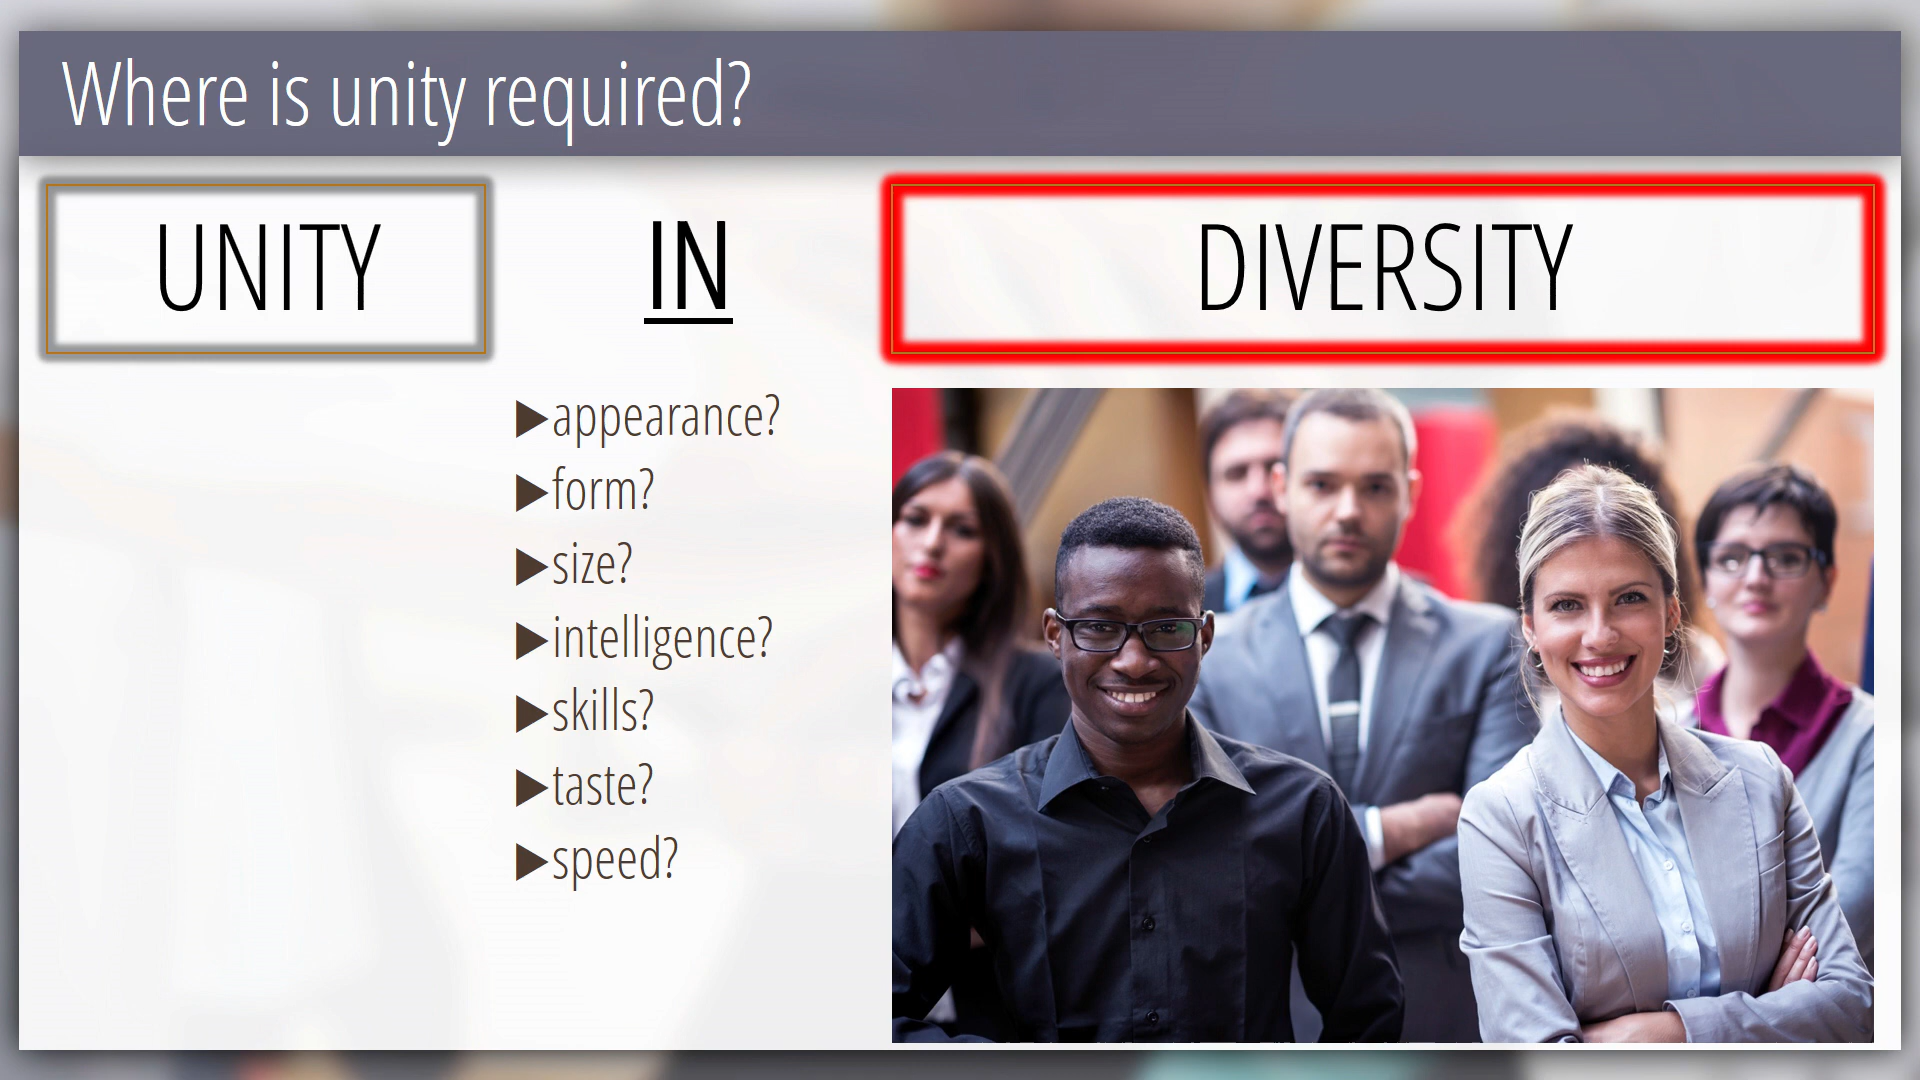 Where is unity required?
UNITY IN DIVERSITY
appearance?
form?
size?
intelligence?
skills?
taste?
speed?